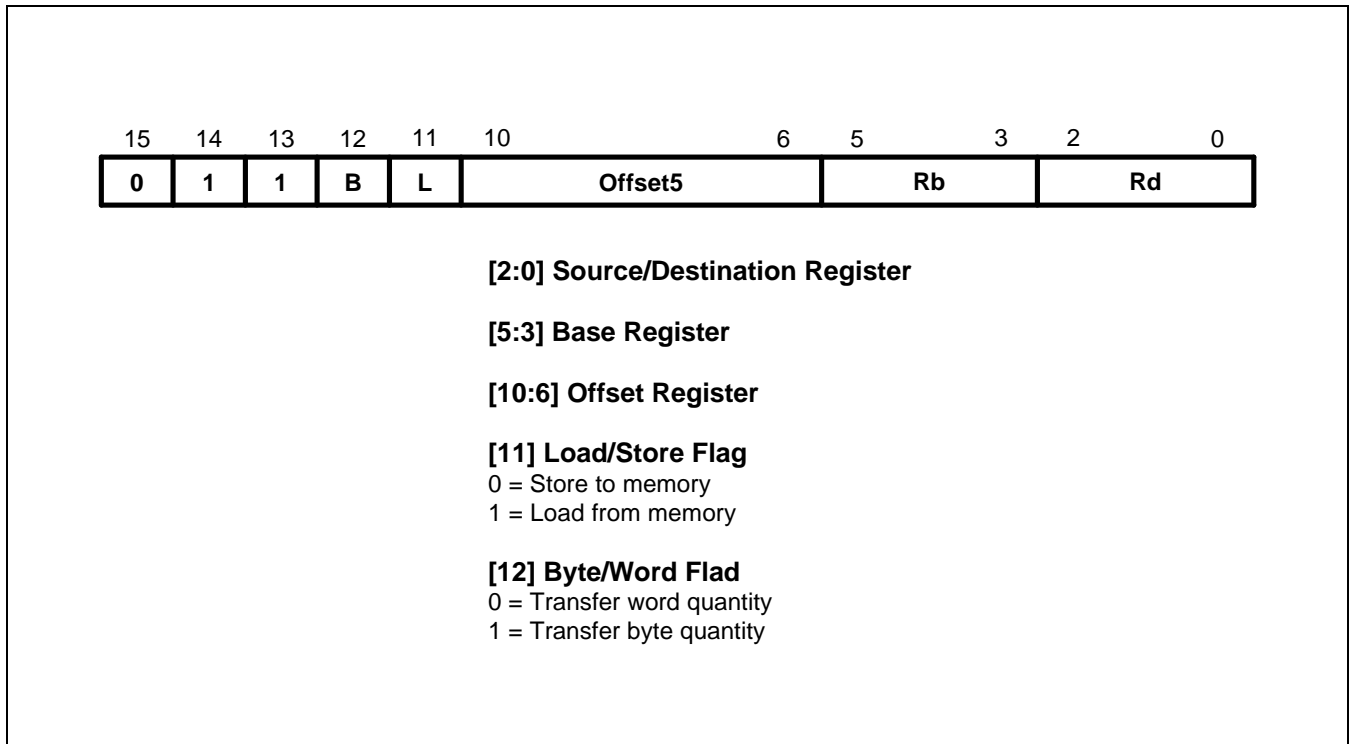 15 14 13 12 11 10 6 5 3 2 0
0 1 1 B L Offset5 Rb Rd
[2:0] Source/Destination Register
[5:3] Base Register
[10:6] Offset Register
[11] Load/Store Flag
0 = Store to memory
1 = Load from memory
[12] Byte/Word Flad
0 = Transfer word quantity
1 = Transfer byte quantity